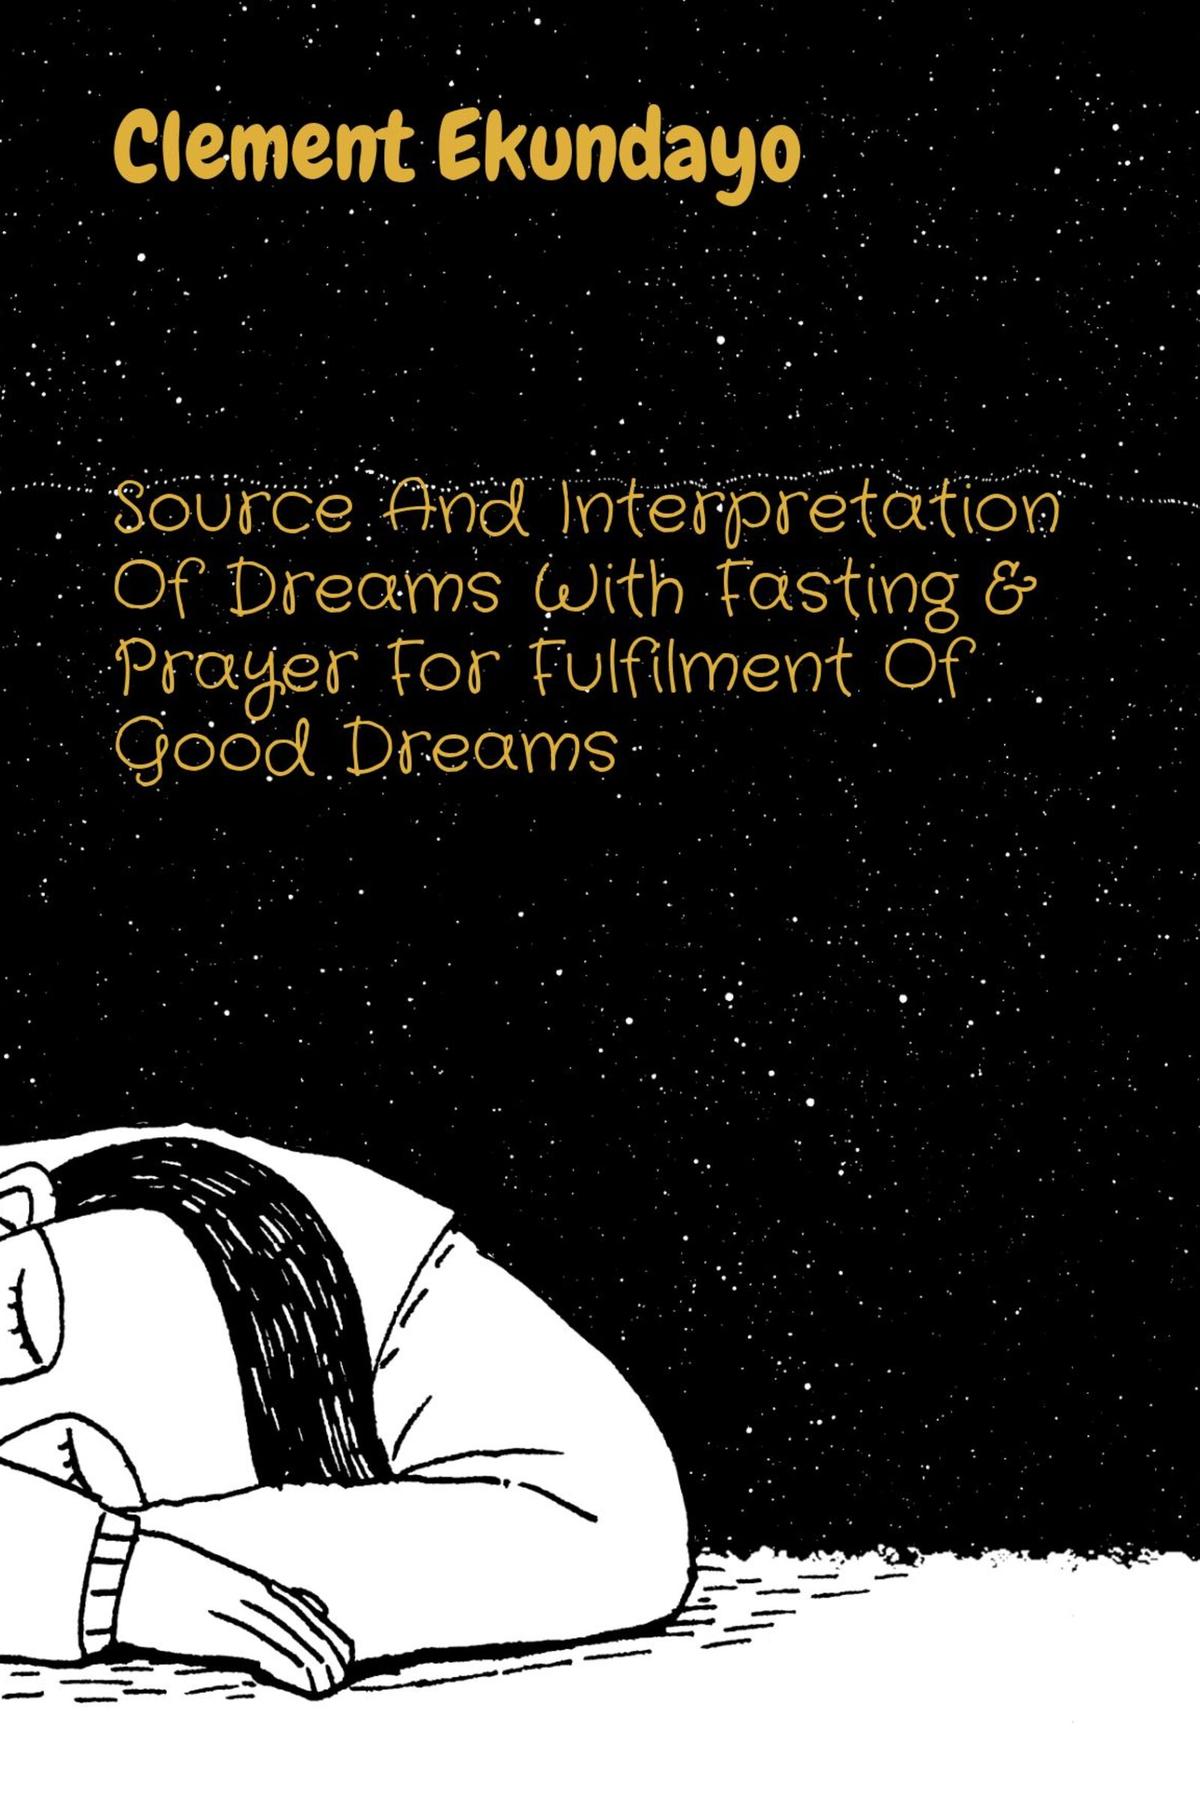 Clement Ekundayo
Source And Interpretation
Of Dreams With Fasting &
Prayer For Fulfilment Of
Good Dreams